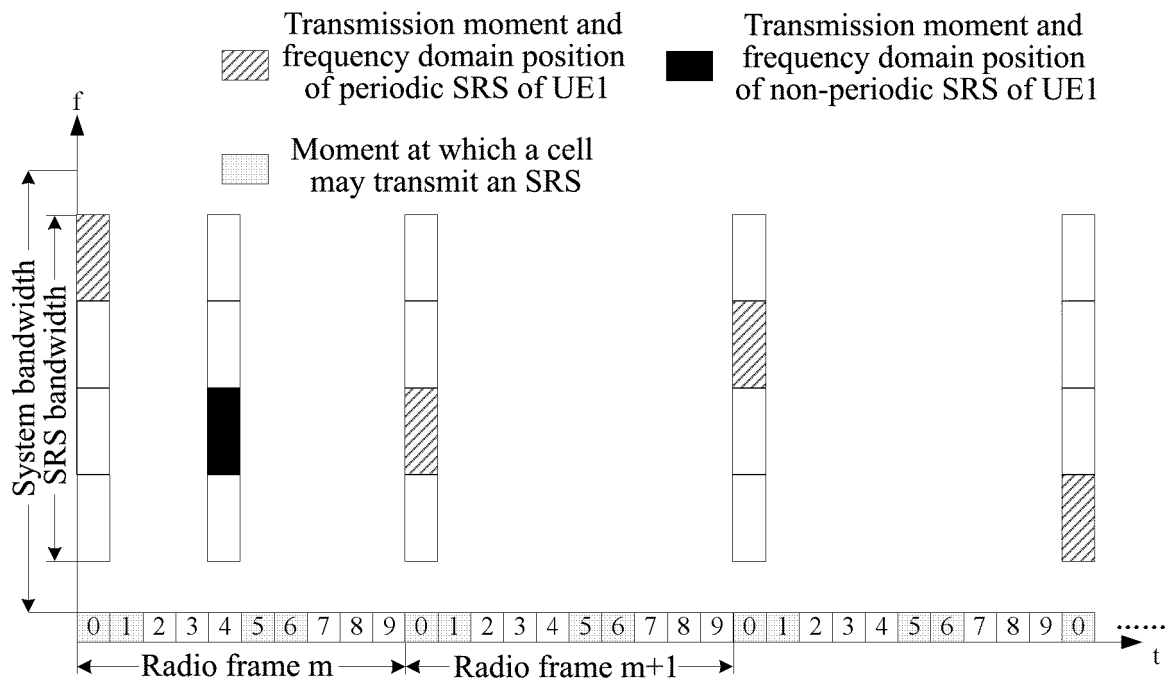 Transmission moment and
frequency domain position
of periodic SRS of UE1
Transmission moment and
frequency domain position
of non-periodic SRS of UE1
f
Moment at which a cell
may transmit an SRS
System bandwidth
SRS bandwidth
0 1 2 3 4 5 6 7 8 9 0 1 2 3 4 5 6 7 8 9 0 1 2 3 4 5 6 7 8 9 0 ......
Radio frame m
Radio frame m+1
t